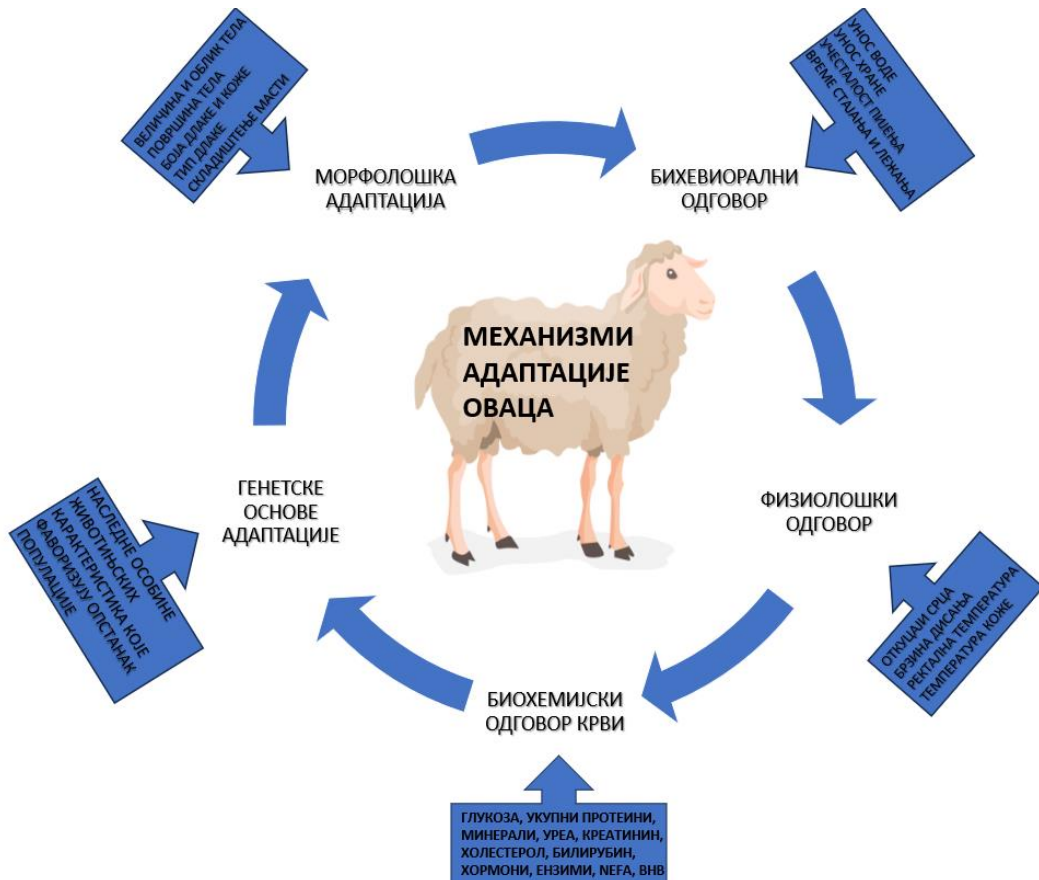 ВЕЛИЧИНА И ОБЛИК ТЕЛА
ПОВРШИНА ТЕЛА
БОЈА ДЛАКЕ И КОЖЕ
ТИП ДЛАКЕ
СКЛАДИШТЕЊЕ МАСТИ
МОРФОЛОШКА
АДАПТАЦИЈА
УНОС ВОДЕ
УНОС ХРАНЕ
УЧЕСТАЛОСТ ПИЈЕЊА
ВРЕМЕ СТАЈАЊА И ЛЕЖАЊА
БИХЕВИОРАЛНИ
ОДГОВОР
МЕХАНИЗМИ
АДАПТАЦИЈЕ
ОВАЦА
ФИЗИОЛОШКИ
ОДГОВОР
ОТКУЦАЈИ СРЦА
БРЗИНА ДИСАЊА
РЕКТАЛНА ТЕМПЕРАТУРА
ТЕМПЕРАТУРА КОЖЕ
БИОХЕМИЈСКИ
ОДГОВОР КРВИ
ГЛУКОЗА, УКУПНИ ПРОТЕИНИ,
МИНЕРАЛИ, УРЕА, КРЕАТИНИН,
ХОЛЕСТЕРОЛ, БИЛИРУБИН,
ХОРМОНИ, ЕНЗИМИ, NEFA, BHB
ГЕНЕТСКЕ
ОСНОВЕ
АДАПТАЦИЈЕ
НАСЛЕДНЕ ОСОБИНЕ
ЖИВОТИЊСКИХ
КАРАКТЕРИСТИКА КОЈЕ
ФАВОРИЗУЈУ ОПСТАНАК
ПОПУЛАЦИЈЕ